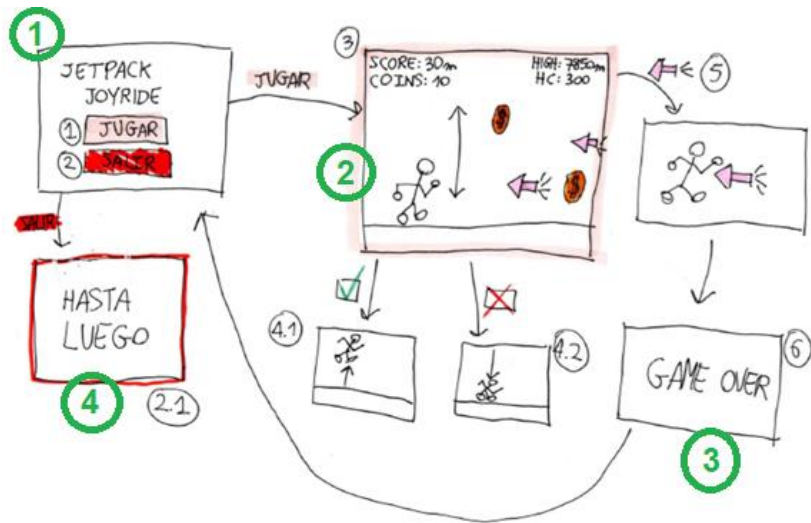 1
JETPACK
JOYRIDE
1 JUGAR
2 SALIR
SALIR
HASTA
LUEGO
4
2.1
JUGAR
3
SCORE: 30m
COINS: 10
HIGH: 7850m
HC: 300
$
$
2
4.1
4.2
5
6
GAME OVER
3